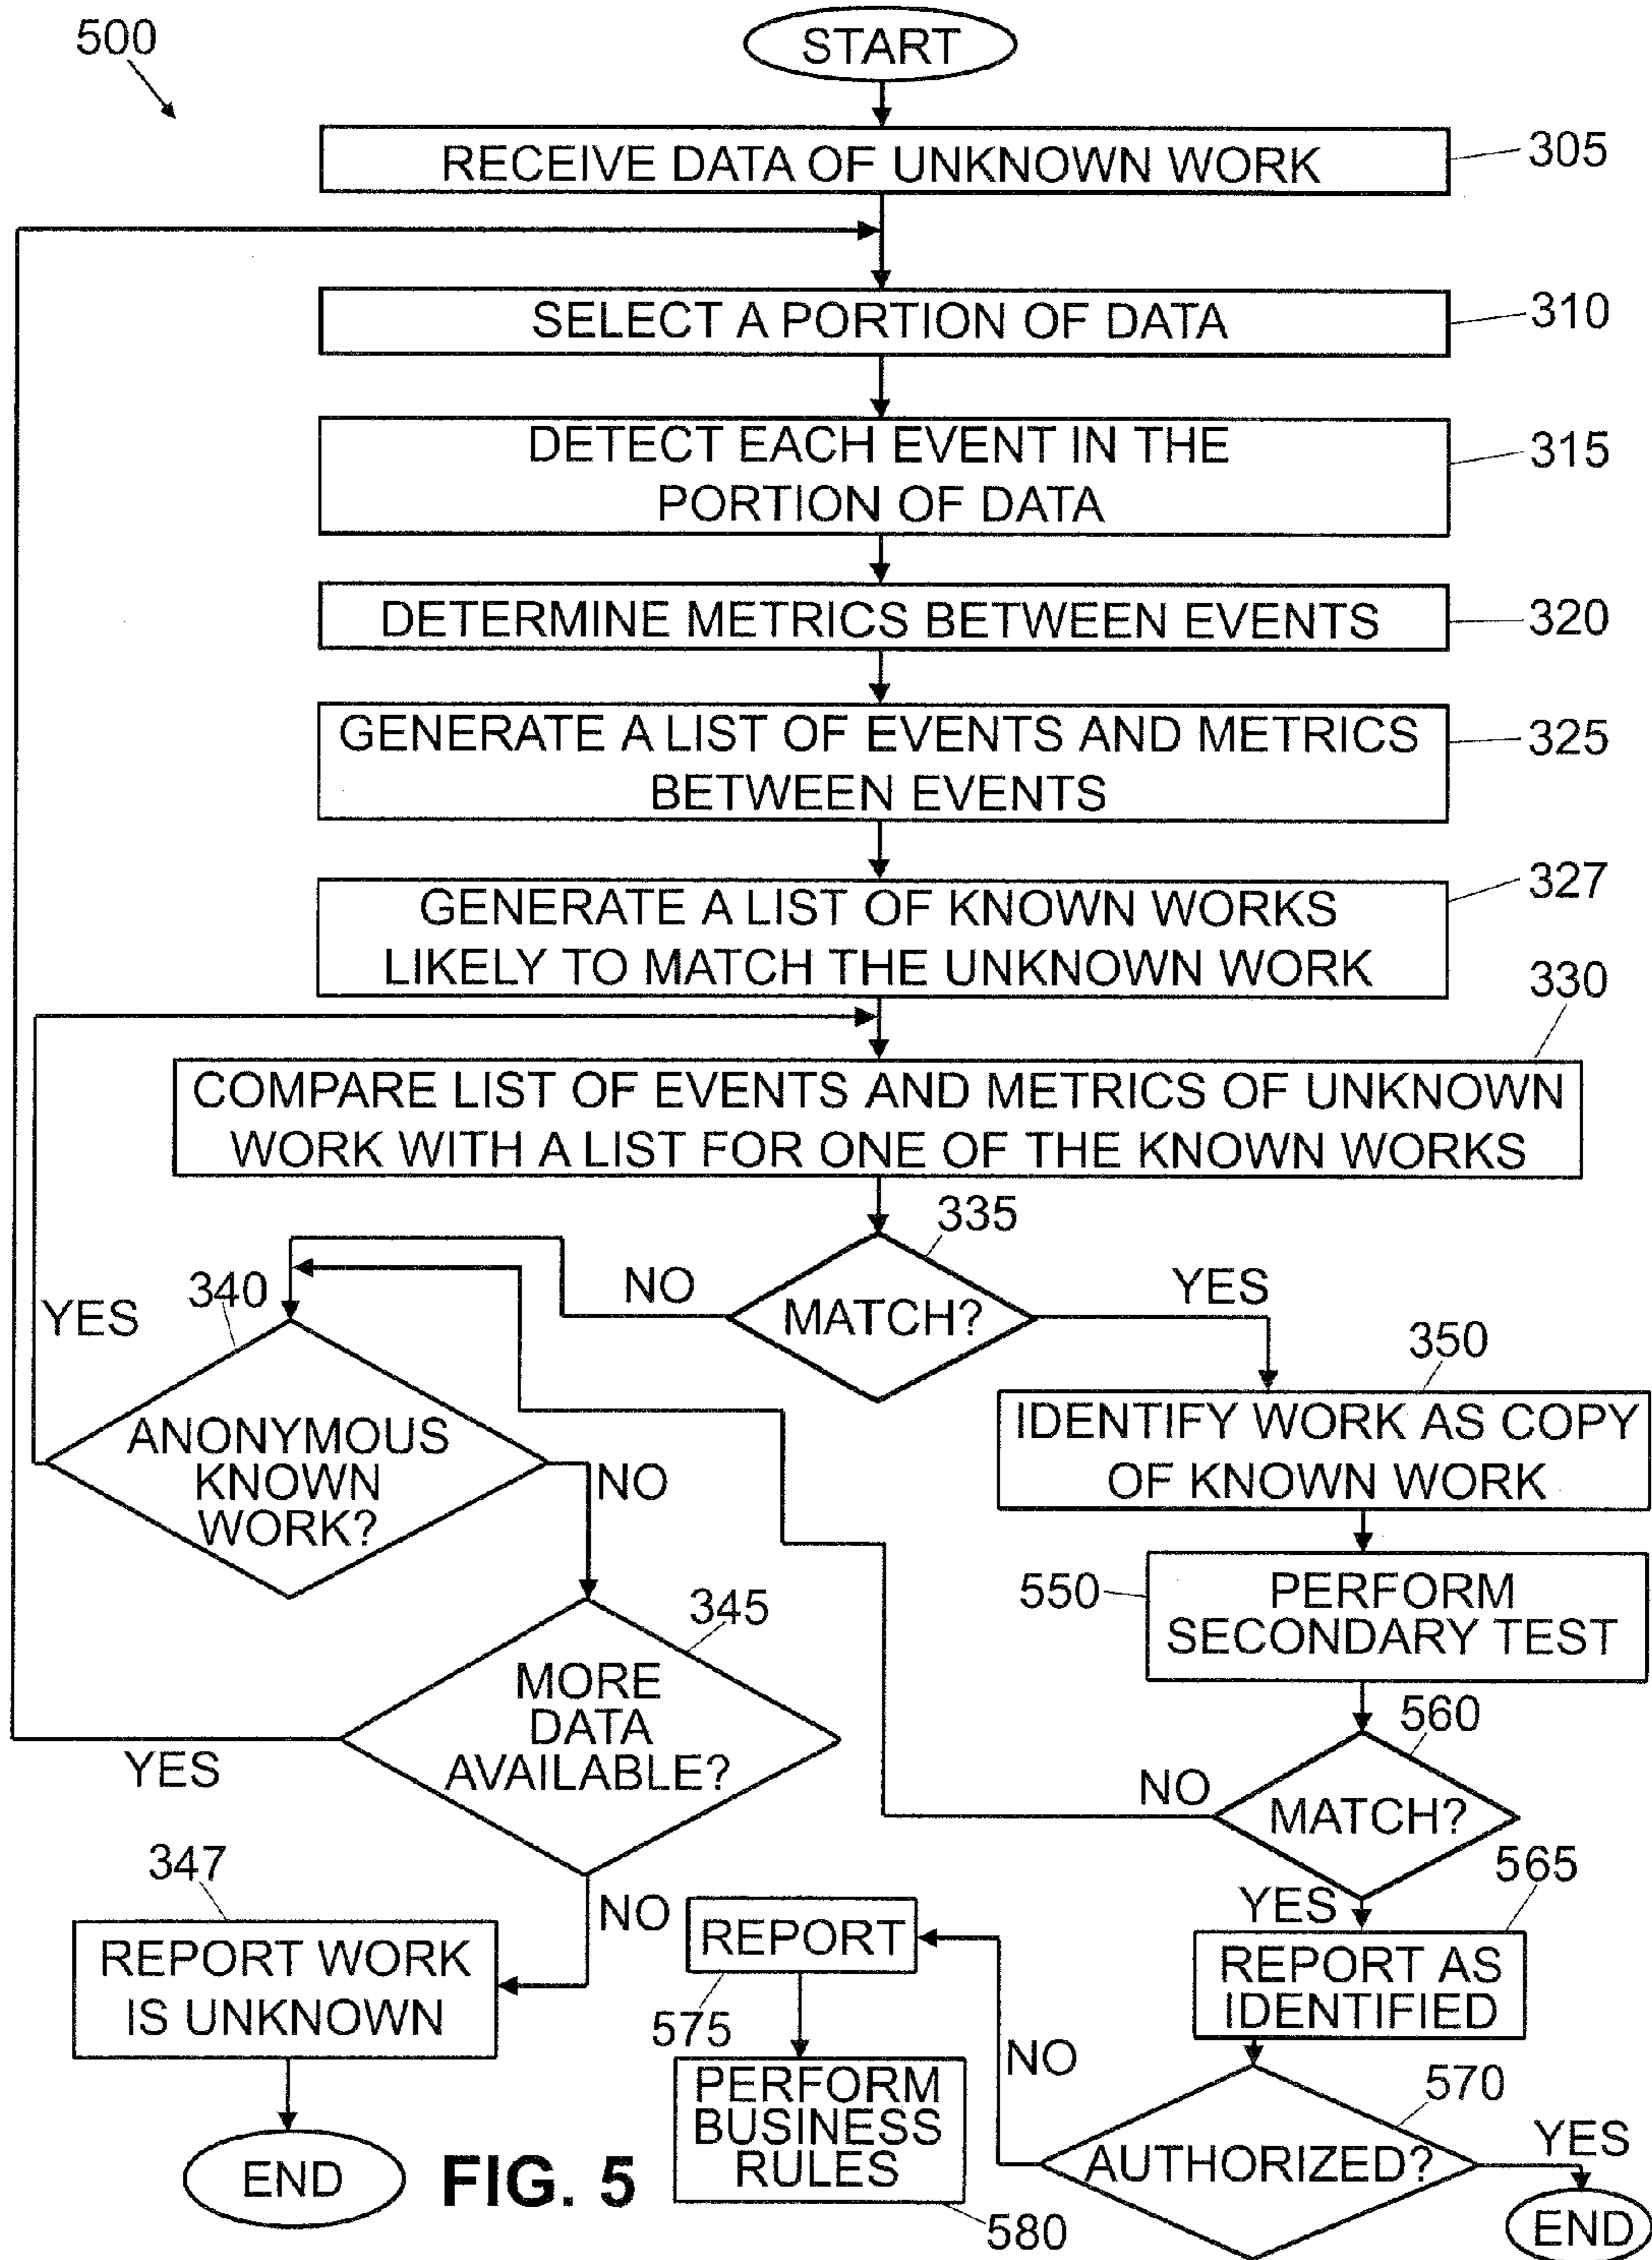 500
START
RECEIVE DATA OF UNKNOWN WORK
305
SELECT A PORTION OF DATA
310
DETECT EACH EVENT IN THE
PORTION OF DATA
315
DETERMINE METRICS BETWEEN EVENTS
320
GENERATE A LIST OF EVENTS AND METRICS
BETWEEN EVENTS
325
GENERATE A LIST OF KNOWN WORKS
LIKELY TO MATCH THE UNKNOWN WORK
327
330
COMPARE LIST OF EVENTS AND METRICS OF UNKNOWN
WORK WITH A LIST FOR ONE OF THE KNOWN WORKS
335
MATCH?
NO
YES
340
YES
ANONYMOUS
KNOWN
WORK?
NO
350
IDENTIFY WORK AS COPY
OF KNOWN WORK
550
PERFORM
SECONDARY TEST
345
MORE
DATA
AVAILABLE?
YES
NO
560
MATCH?
NO
YES
347
REPORT WORK
IS UNKNOWN
END
565
REPORT AS
IDENTIFIED
570
AUTHORIZED?
NO
YES
END
REPORT
575
PERFORM
BUSINESS
RULES
580
FIG. 5